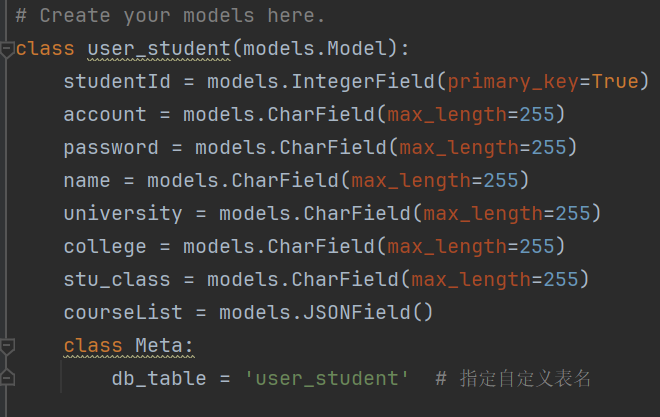 # Create your models here.
class user_student(models.Model):
studentId = models.IntegerField(primary_key=True)
account = models.CharField(max_length=255)
password = models.CharField(max_length=255)
name = models.CharField(max_length=255)
university = models.CharField(max_length=255)
college = models.CharField(max_length=255)
stu_class = models.CharField(max_length=255)
courseList = models.JSONField()
class Meta:
db_table = 'user_student'  # 指定自定义表名